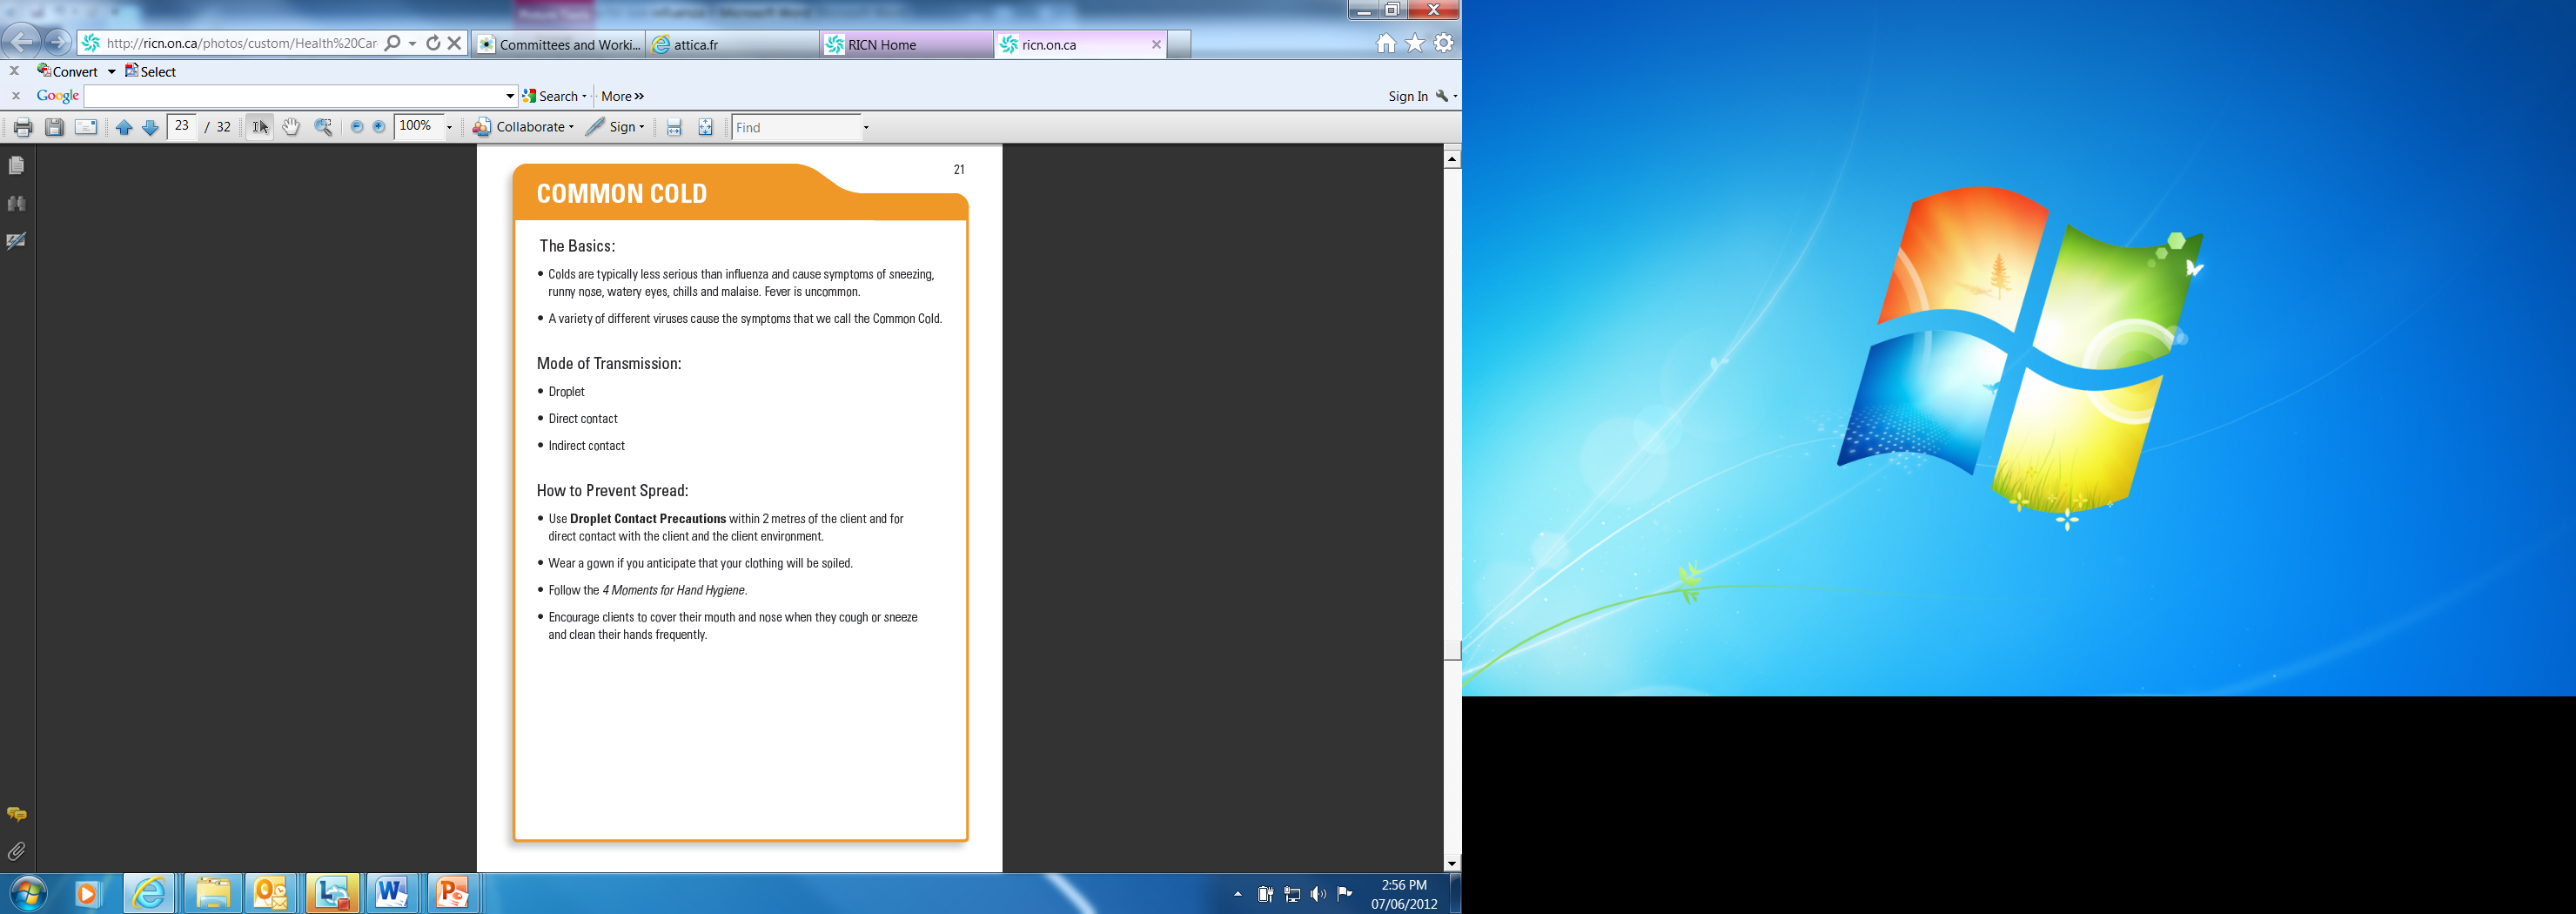 http://ricn.on.ca/photos/custom/Health%20Car
Committees and Worki...
attica.fr
RICN Home
ricn.on.ca
Convert
Select
Google
Search
More
Sign In
23 / 32
100%
Collaborate
Sign
Find
21
COMMON COLD
The Basics:
• Colds are typically less serious than influenza and cause symptoms of sneezing,
runny nose, watery eyes, chills and malaise. Fever is uncommon.
• A variety of different viruses cause the symptoms that we call the Common Cold.
Mode of Transmission:
• Droplet
• Direct contact
• Indirect contact
How to Prevent Spread:
• Use Droplet Contact Precautions within 2 metres of the client and for
direct contact with the client and the client environment.
• Wear a gown if you anticipate that your clothing will be soiled.
• Follow the 4 Moments for Hand Hygiene.
• Encourage clients to cover their mouth and nose when they cough or sneeze
and clean their hands frequently.
2:56 PM
07/06/2012